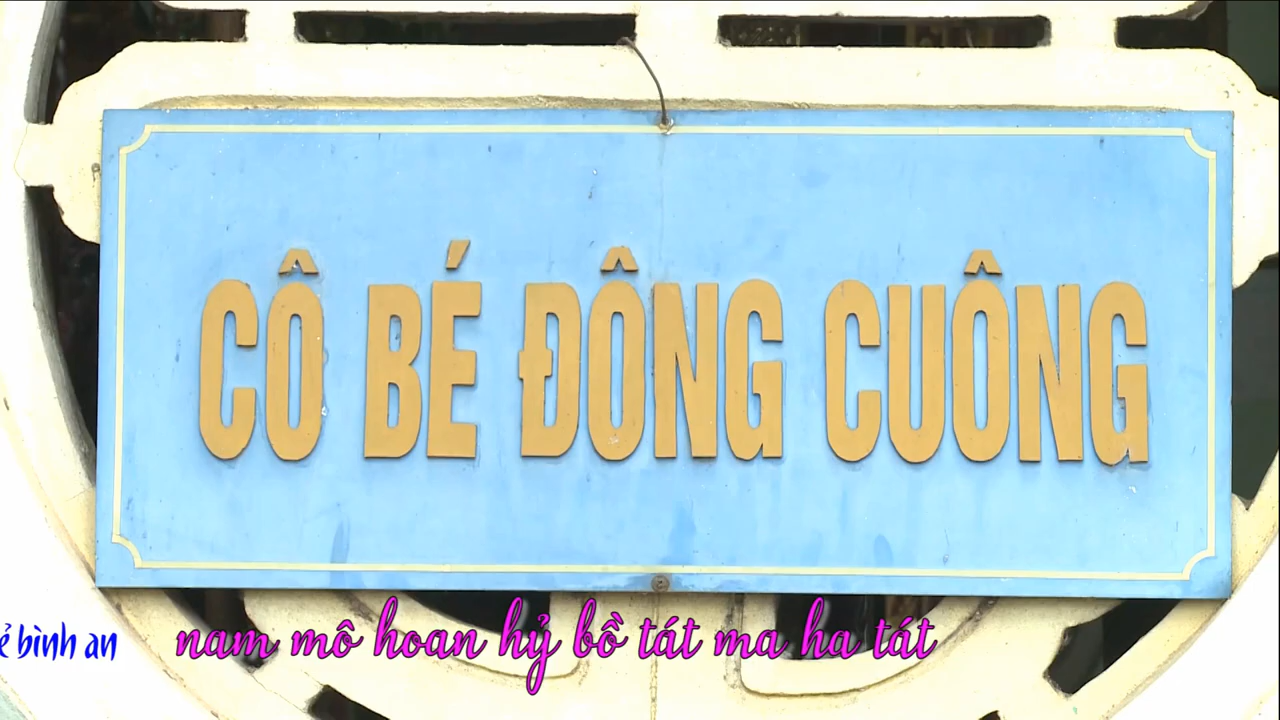 CÔ BÉ ĐÔNG CUÔNG
bình an nam mô hoan hỷ bồ tát ma ha tát